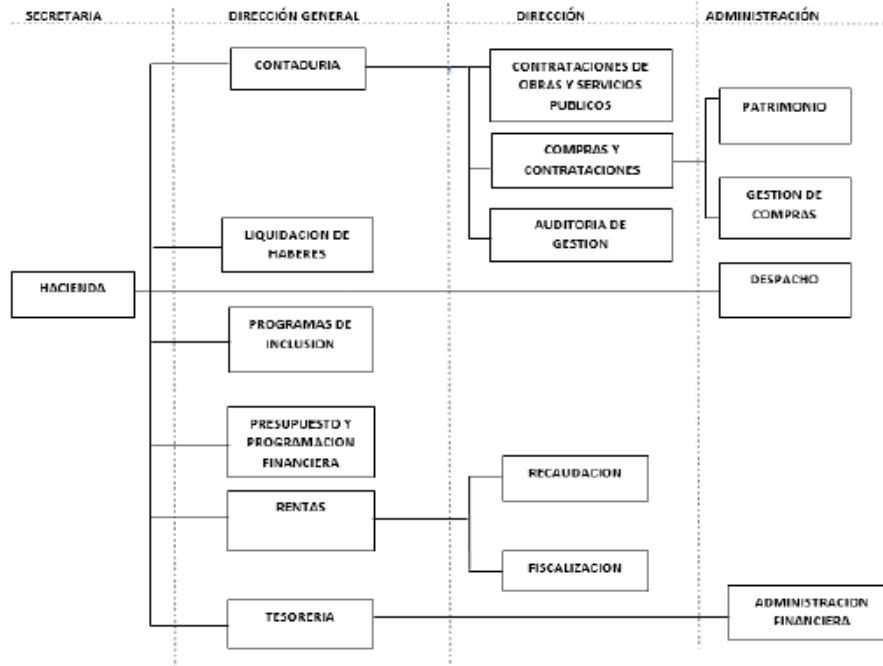 SECRETARIA
DIRECCIÓN GENERAL
DIRECCIÓN
ADMINISTRACIÓN
CONTADURIA
CONTRATACIONES DE
OBRAS Y SERVICIOS
PUBLICOS
PATRIMONIO
COMPRAS Y
CONTRATACIONES
GESTION DE
COMPRAS
AUDITORIA DE
GESTION
LIQUIDACION DE
HABERES
HACIENDA
DESPACHO
PROGRAMAS DE
INCLUSION
PRESUPUESTO Y
PROGRAMACION
FINANCIERA
RECAUDACION
RENTAS
FISCALIZACION
TESORERIA
ADMINISTRACION
FINANCIERA